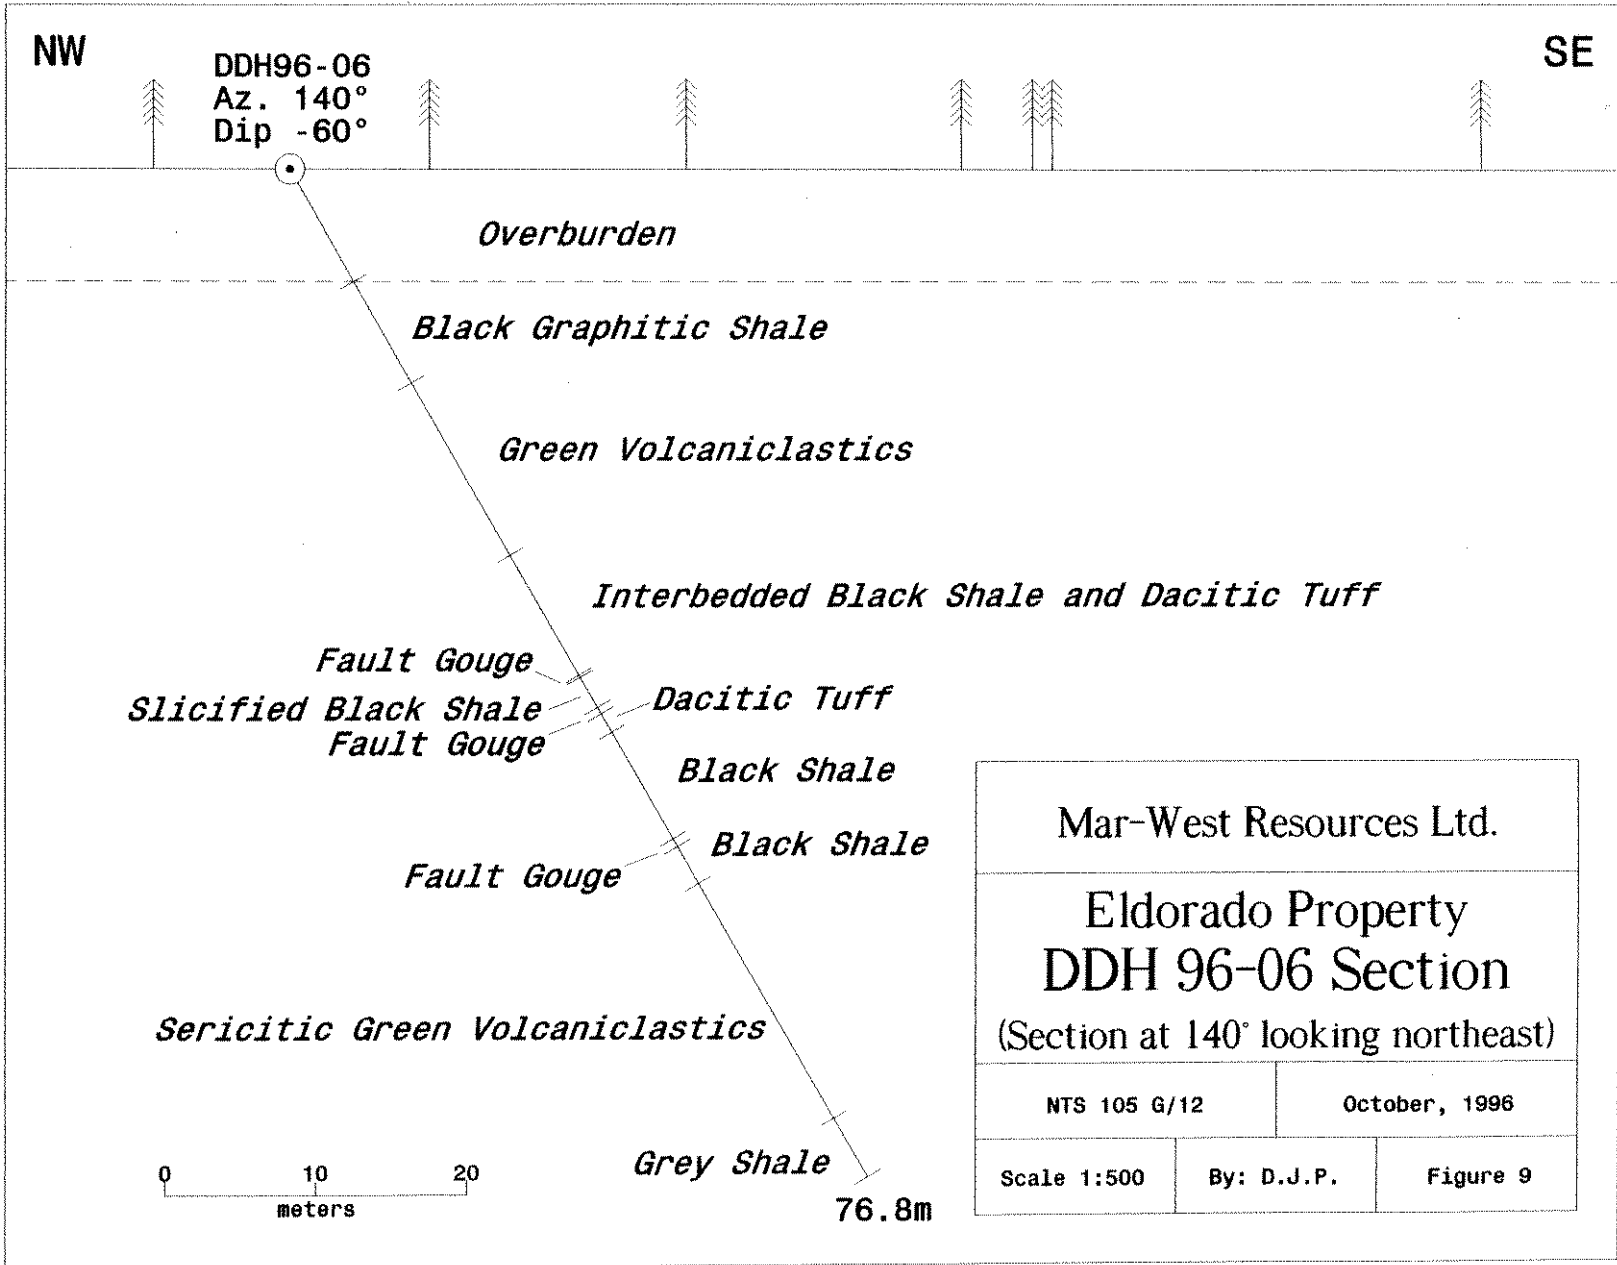 NW
SE
DDH96-06
Az. 140°
Dip -60°
Overburden
Black Graphitic Shale
Green Volcaniclastics
Interbedded Black Shale and Dacitic Tuff
Fault Gouge
Slicified Black Shale
Dacitic Tuff
Fault Gouge
Black Shale
Black Shale
Fault Gouge
Sericitic Green Volcaniclastics
Grey Shale
76.8m
0 10 20
meters
Mar-West Resources Ltd.
Eldorado Property
DDH 96-06 Section
(Section at 140° looking northeast)
NTS 105 G/12
October, 1996
Scale 1:500
By: D.J.P.
Figure 9